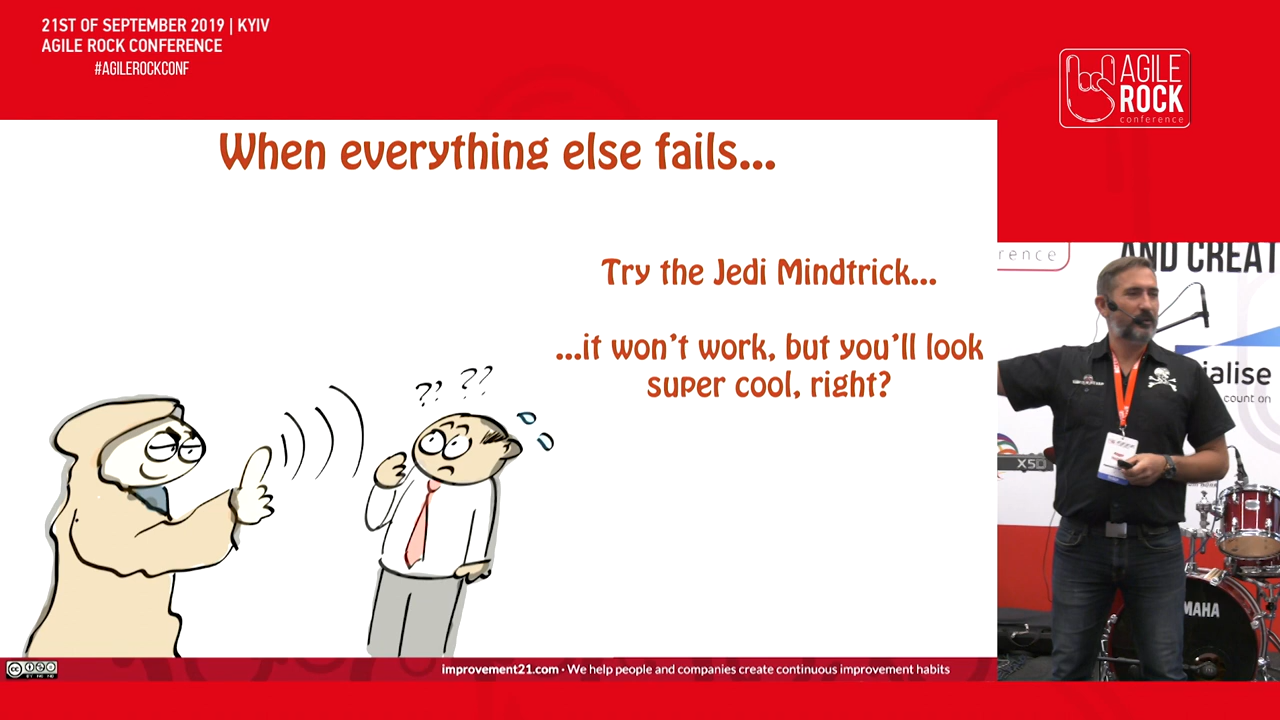 21ST OF SEPTEMBER 2019 | KYIV
AGILE ROCK CONFERENCE
#AGILEROCKCONF
AGILE
ROCK
conference
When everything else fails...
Try the Jedi Mindtrick...
...it won't work, but you'll look
super cool, right?
?' ??
rence
AND CREAT
ialise
count on
X50
YAMAHA
improvement21.com · We help people and companies create continuous improvement habits